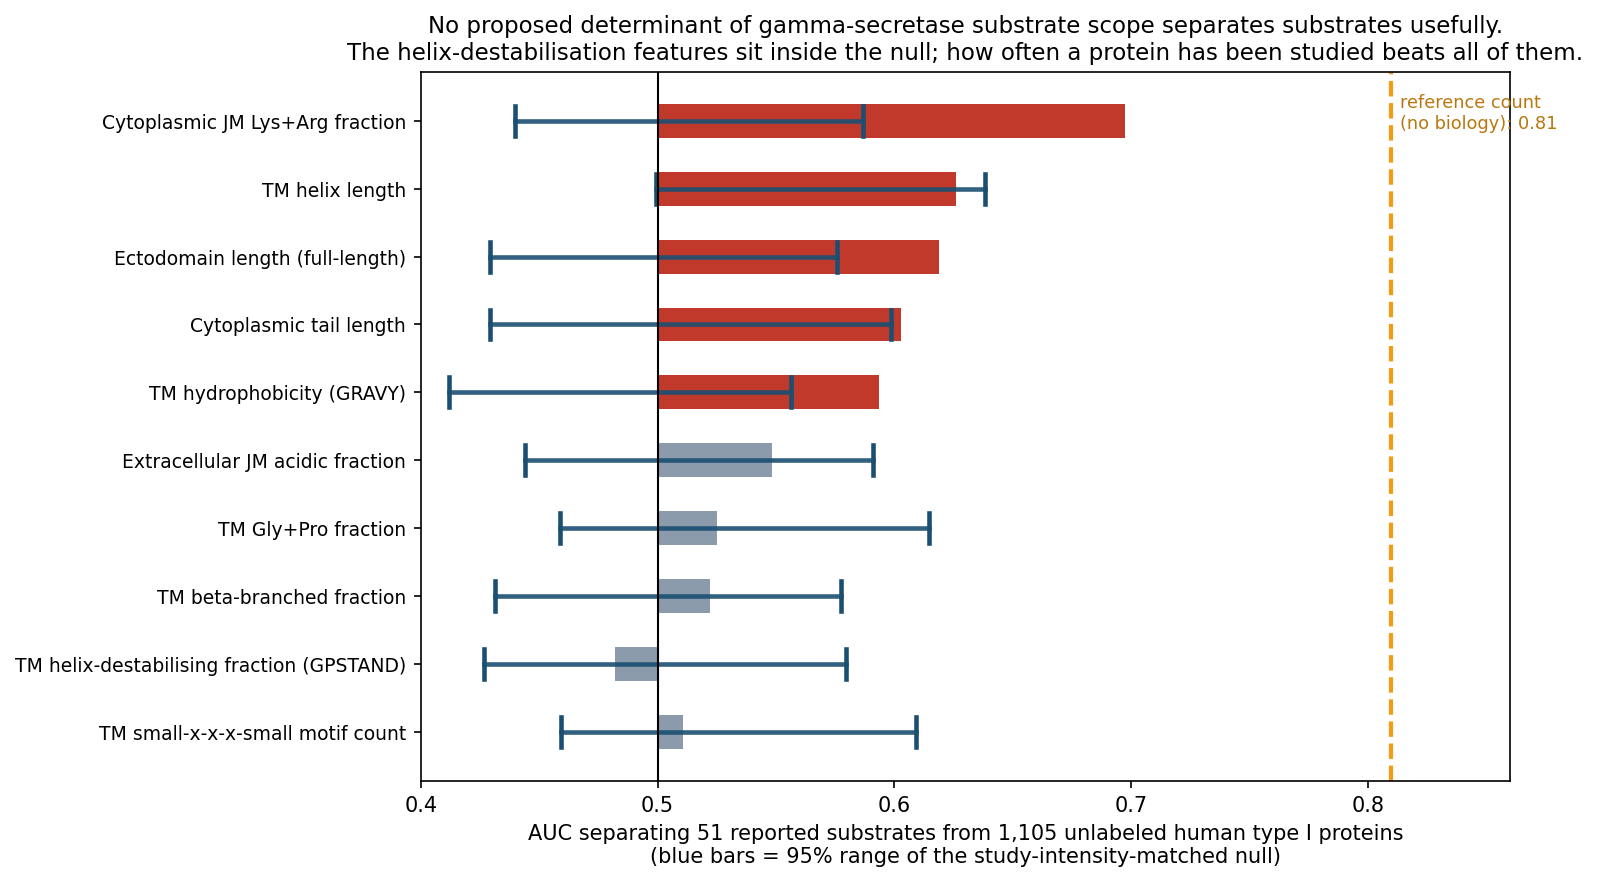 No proposed determinant of gamma-secretase substrate scope separates substrates usefully.
The helix-destabilisation features sit inside the null; how often a protein has been studied beats all of them.
reference count
(no biology): 0.81
Cytoplasmic JM Lys+Arg fraction
TM helix length
Ectodomain length (full-length)
Cytoplasmic tail length
TM hydrophobicity (GRAVY)
Extracellular JM acidic fraction
TM Gly+Pro fraction
TM beta-branched fraction
TM helix-destabilising fraction (GPSTAND)
TM small-x-x-x-small motif count
0.4 0.5 0.6 0.7 0.8
AUC separating 51 reported substrates from 1,105 unlabeled human type I proteins
(blue bars = 95% range of the study-intensity-matched null)